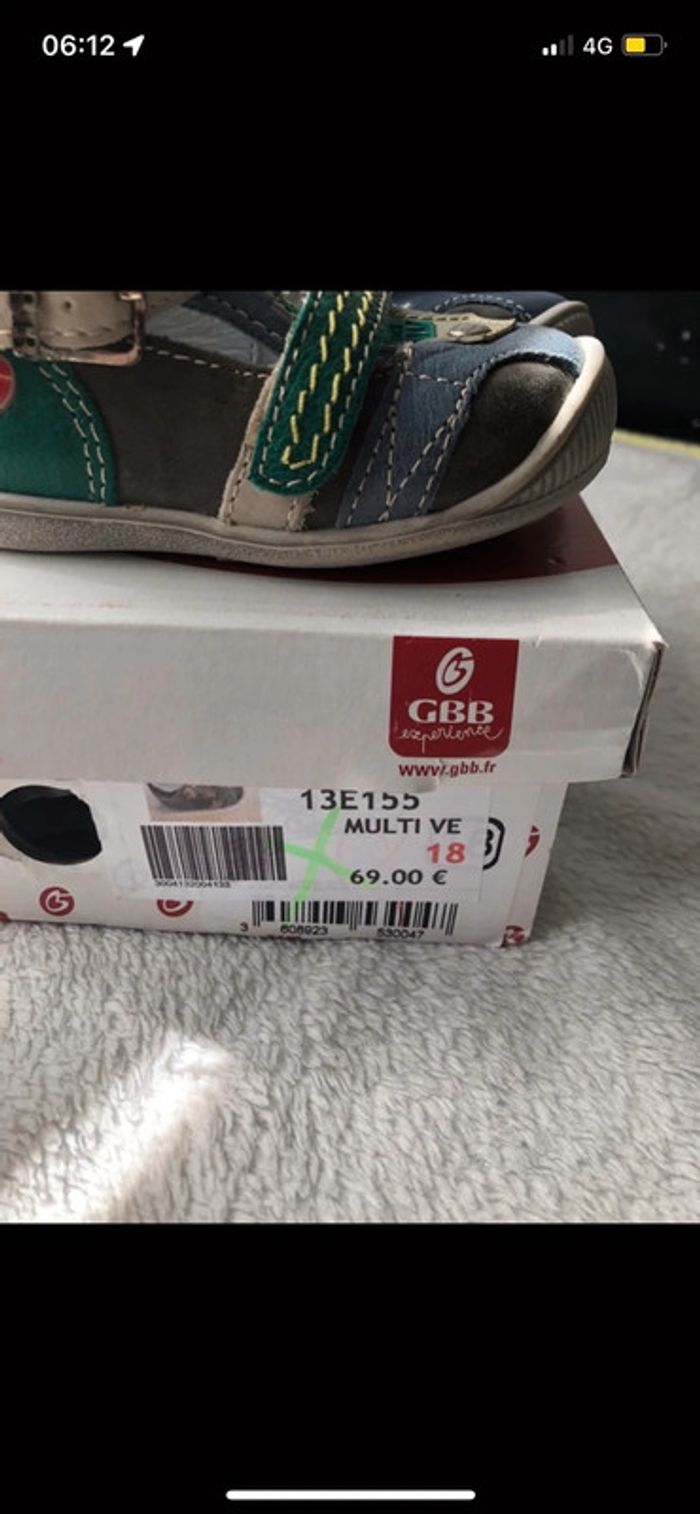 06:12
4G
GBB
experience
www.gbb.fr
13E155
MULTI VE
18
69.00 €
3 608923 530047